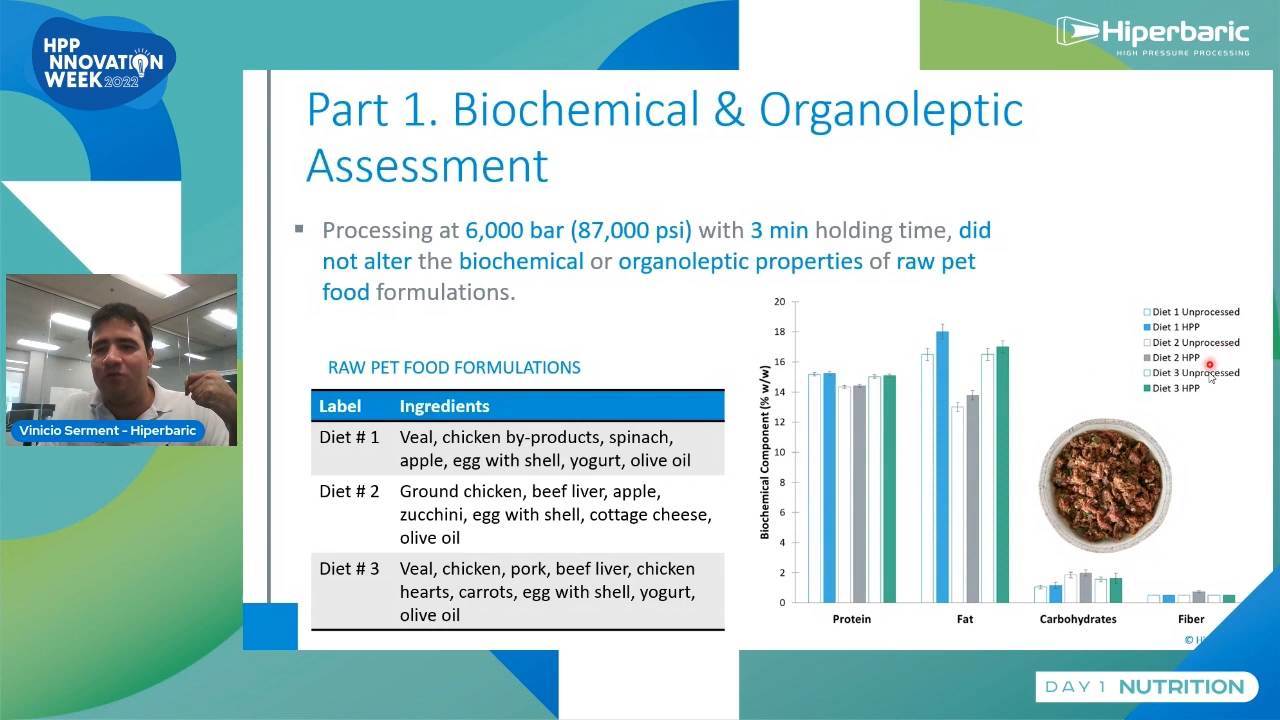 HPP
INNOVATION
WEEK 2022
Hiperbaric
HIGH PRESSURE PROCESSING
Part 1. Biochemical & Organoleptic
Assessment
▪ Processing at 6,000 bar (87,000 psi) with 3 min holding time, did
not alter the biochemical or organoleptic properties of raw pet
food formulations.
Vinicio Serment - Hiperbaric
RAW PET FOOD FORMULATIONS
Label Ingredients
Diet # 1 Veal, chicken by-products, spinach,
apple, egg with shell, yogurt, olive oil
Diet # 2 Ground chicken, beef liver, apple,
zucchini, egg with shell, cottage cheese,
olive oil
Diet # 3 Veal, chicken, pork, beef liver, chicken
hearts, carrots, egg with shell, yogurt,
olive oil
Biochemical Component (% w/w)
20
18
16
14
12
10
8
6
4
2
0
Protein Fat Carbohydrates Fiber
Diet 1 Unprocessed
Diet 1 HPP
Diet 2 Unprocessed
Diet 2 HPP
Diet 3 Unprocessed
Diet 3 HPP
©
DAY 1 NUTRITION